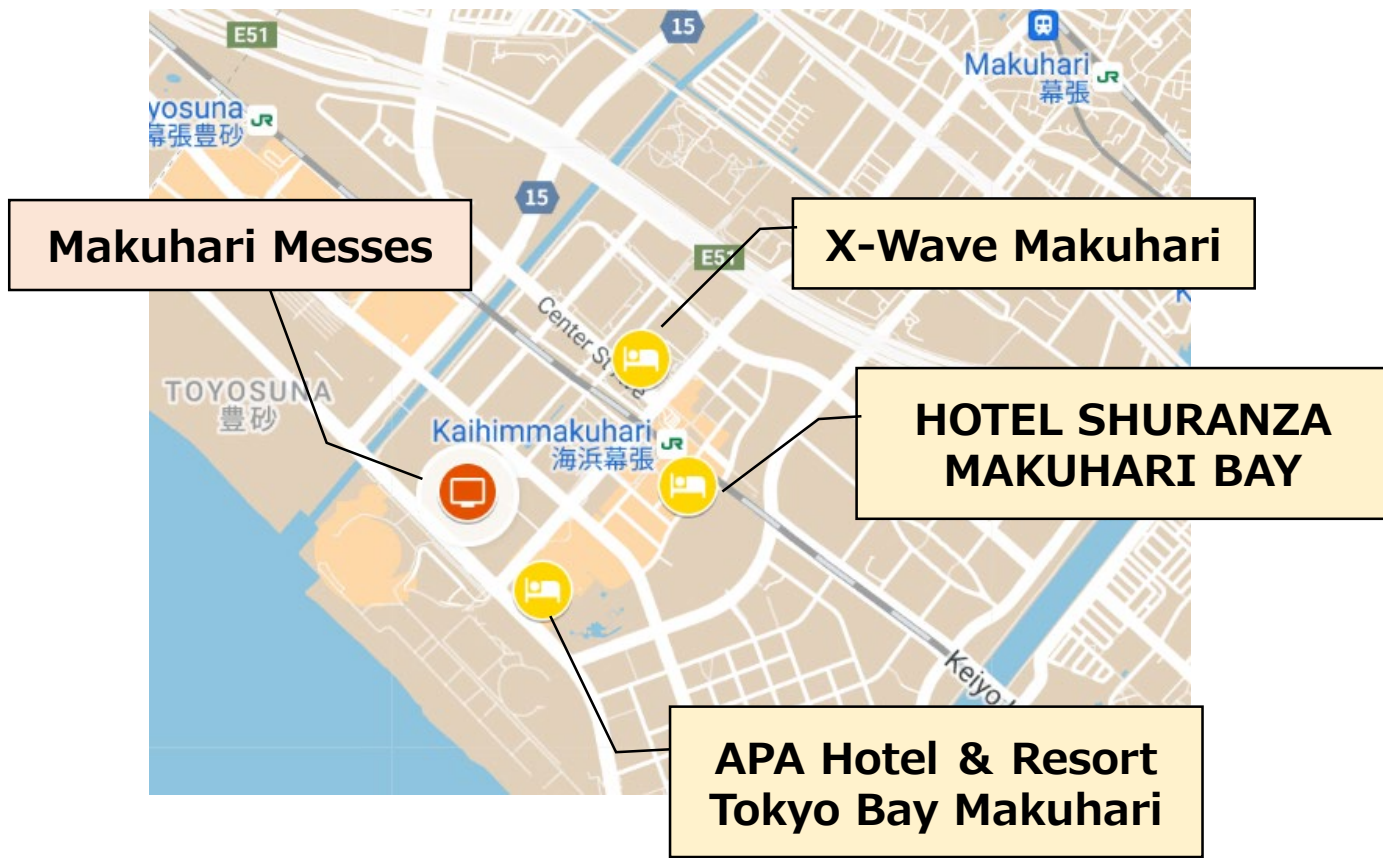 E51
15
Makuhari
JR
幕張
yosuna
JR
幕張豊砂
15
Makuhari Messes
X-Wave Makuhari
E51
K
Center St Ave
TOYOSUNA
豊砂
Kaihimmakuhari
JR
海浜幕張
HOTEL SHURANZA
MAKUHARI BAY
Keiyo
APA Hotel & Resort
Tokyo Bay Makuhari